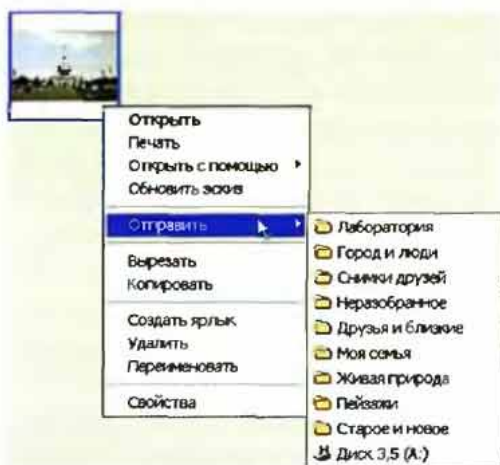 Открыть
Печать
Открыть с помощью
Обновить эскиз
Отправить
Вырезать
Копировать
Создать ярлык
Удалить
Переименовать
Свойства
Лаборатория
Город и люди
Снимки друзей
Неразобранное
Друзья и близкие
Моя семья
Живая природа
Пейзажи
Старое и новое
Диск 3,5 (A:)